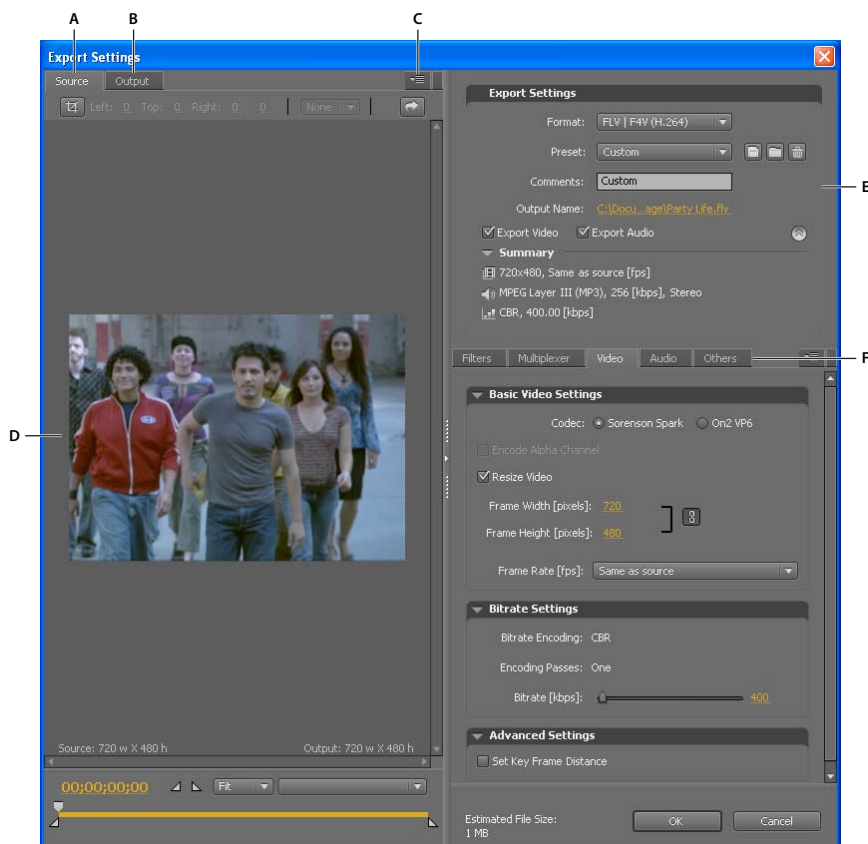 A B C
Export Settings
Source Output
Left: 0 Top: 0 Right: 0 0 None
Export Settings
Format: FLV | F4V (H.264)
Preset: Custom
Comments: Custom
Output Name: C:\Docu...age\Party Life.flv
E
Export Video Export Audio
Summary
720x480, Same as source [fps]
MPEG Layer III (MP3), 256 [kbps], Stereo
CBR, 400.00 [kbps]
Filters Multiplexer Video Audio Others
F
Basic Video Settings
Codec: Sorenson Spark On2 VP6
D
Encode Alpha Channel
Resize Video
Frame Width [pixels]: 720
Frame Height [pixels]: 480
Frame Rate [fps]: Same as source
Bitrate Settings
Bitrate Encoding: CBR
Encoding Passes: One
Bitrate [kbps]: 400
Advanced Settings
Set Key Frame Distance
Source: 720 w X 480 h Output: 720 w X 480 h
00;00;00;00 Fit
Estimated File Size:
1 MB
OK Cancel